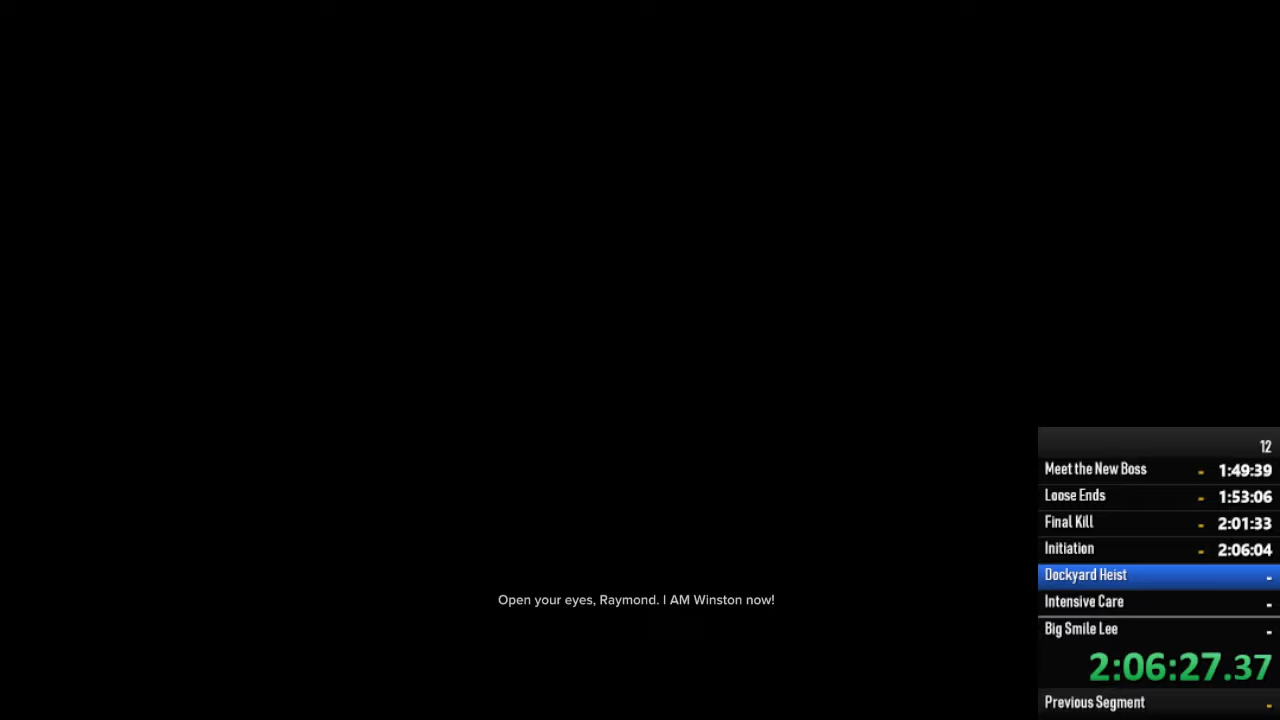 12
Meet the New Boss - 1:49:39
Loose Ends - 1:53:06
Final Kill - 2:01:33
Initiation - 2:06:04
Dockyard Heist -
Open your eyes, Raymond. I AM Winston now!
Intensive Care -
Big Smile Lee -
2:06:27.37
Previous Segment -